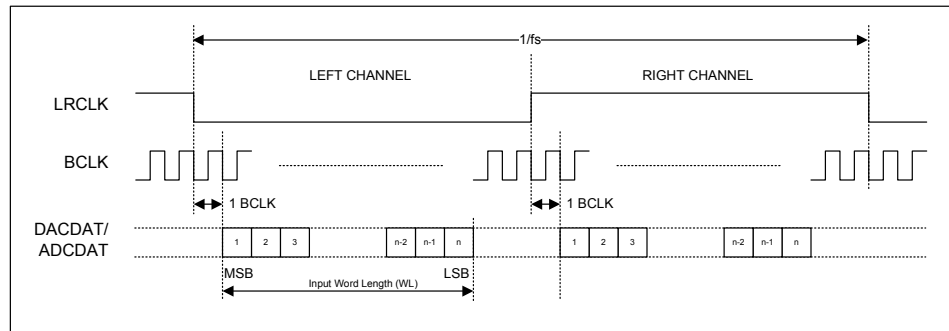 1/fs
LEFT CHANNEL RIGHT CHANNEL
LRCLK
BCLK
1 BCLK 1 BCLK
DACDAT/
ADCDAT
1 2 3 n-2 n-1 n 1 2 3 n-2 n-1 n
MSB LSB
Input Word Length (WL)